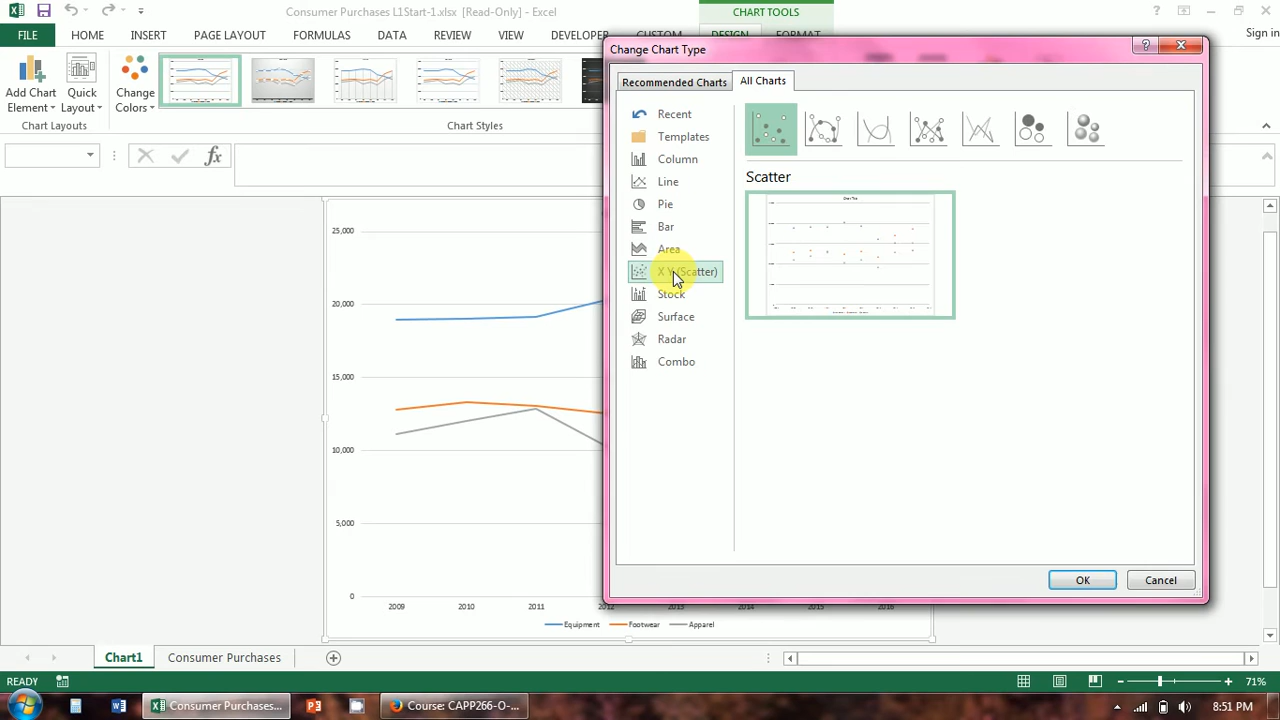 Consumer Purchases L1Start-1.xlsx [Read-Only] - Excel
CHART TOOLS
FILE HOME INSERT PAGE LAYOUT FORMULAS DATA REVIEW VIEW DEVELOPER CUSTOM DESIGN FORMAT
Sign in
Change Chart Type
Add Chart Element
Quick Layout
Change Colors
Chart Layouts
Chart Styles
Recommended Charts
All Charts
Recent
Templates
Column
Line
Pie
Bar
Area
X Y (Scatter)
Stock
Surface
Radar
Combo
Scatter
OK
Cancel
25,000
20,000
15,000
10,000
5,000
0
2009 2010 2011 2012 2013 2014 2015 2016
Equipment Footwear Apparel
Chart1
Consumer Purchases
READY
71%
Consumer Purchases...
Course: CAPP266-O-...
8:51 PM